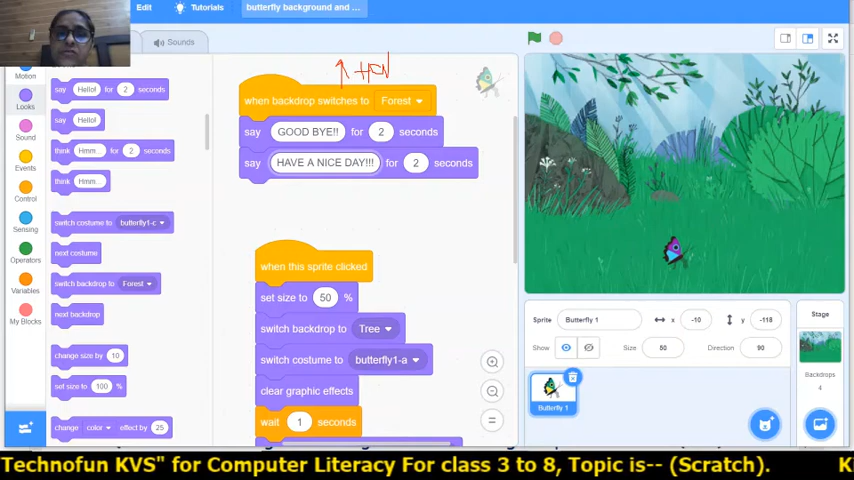 Edit Tutorials butterfly background and ...
Sounds
Motion
Looks
Sound
Events
Control
Sensing
Operators
Variables
My Blocks
say Hello! for 2 seconds
say Hello!
think Hmm... for 2 seconds
think Hmm...
switch costume to butterfly1-c
next costume
switch backdrop to Forest
next backdrop
change size by 10
set size to 100 %
change color effect by 25
when backdrop switches to Forest
say GOOD BYE!! for 2 seconds
say HAVE A NICE DAY!!! for 2 seconds
when this sprite clicked
set size to 50 %
switch backdrop to Tree
switch costume to butterfly1-a
clear graphic effects
wait 1 seconds
Sprite Butterfly 1 x -10 y -118
Show Size 50 Direction 90
Butterfly 1
Stage
Backdrops
4
Technofun KVS" for Computer Literacy For class 3 to 8, Topic is-- (Scratch). K